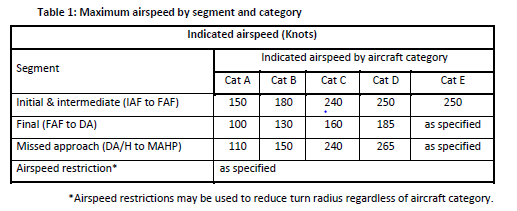 Table 1: Maximum airspeed by segment and category
Indicated airspeed (Knots)
Segment
Indicated airspeed by aircraft category
Cat A Cat B Cat C Cat D Cat E
Initial & intermediate (IAF to FAF) 150 180 240 250 250
Final (FAF to DA) 100 130 160 185 as specified
Missed approach (DA/H to MAHP) 110 150 240 265 as specified
Airspeed restriction* as specified
*Airspeed restrictions may be used to reduce turn radius regardless of aircraft category.